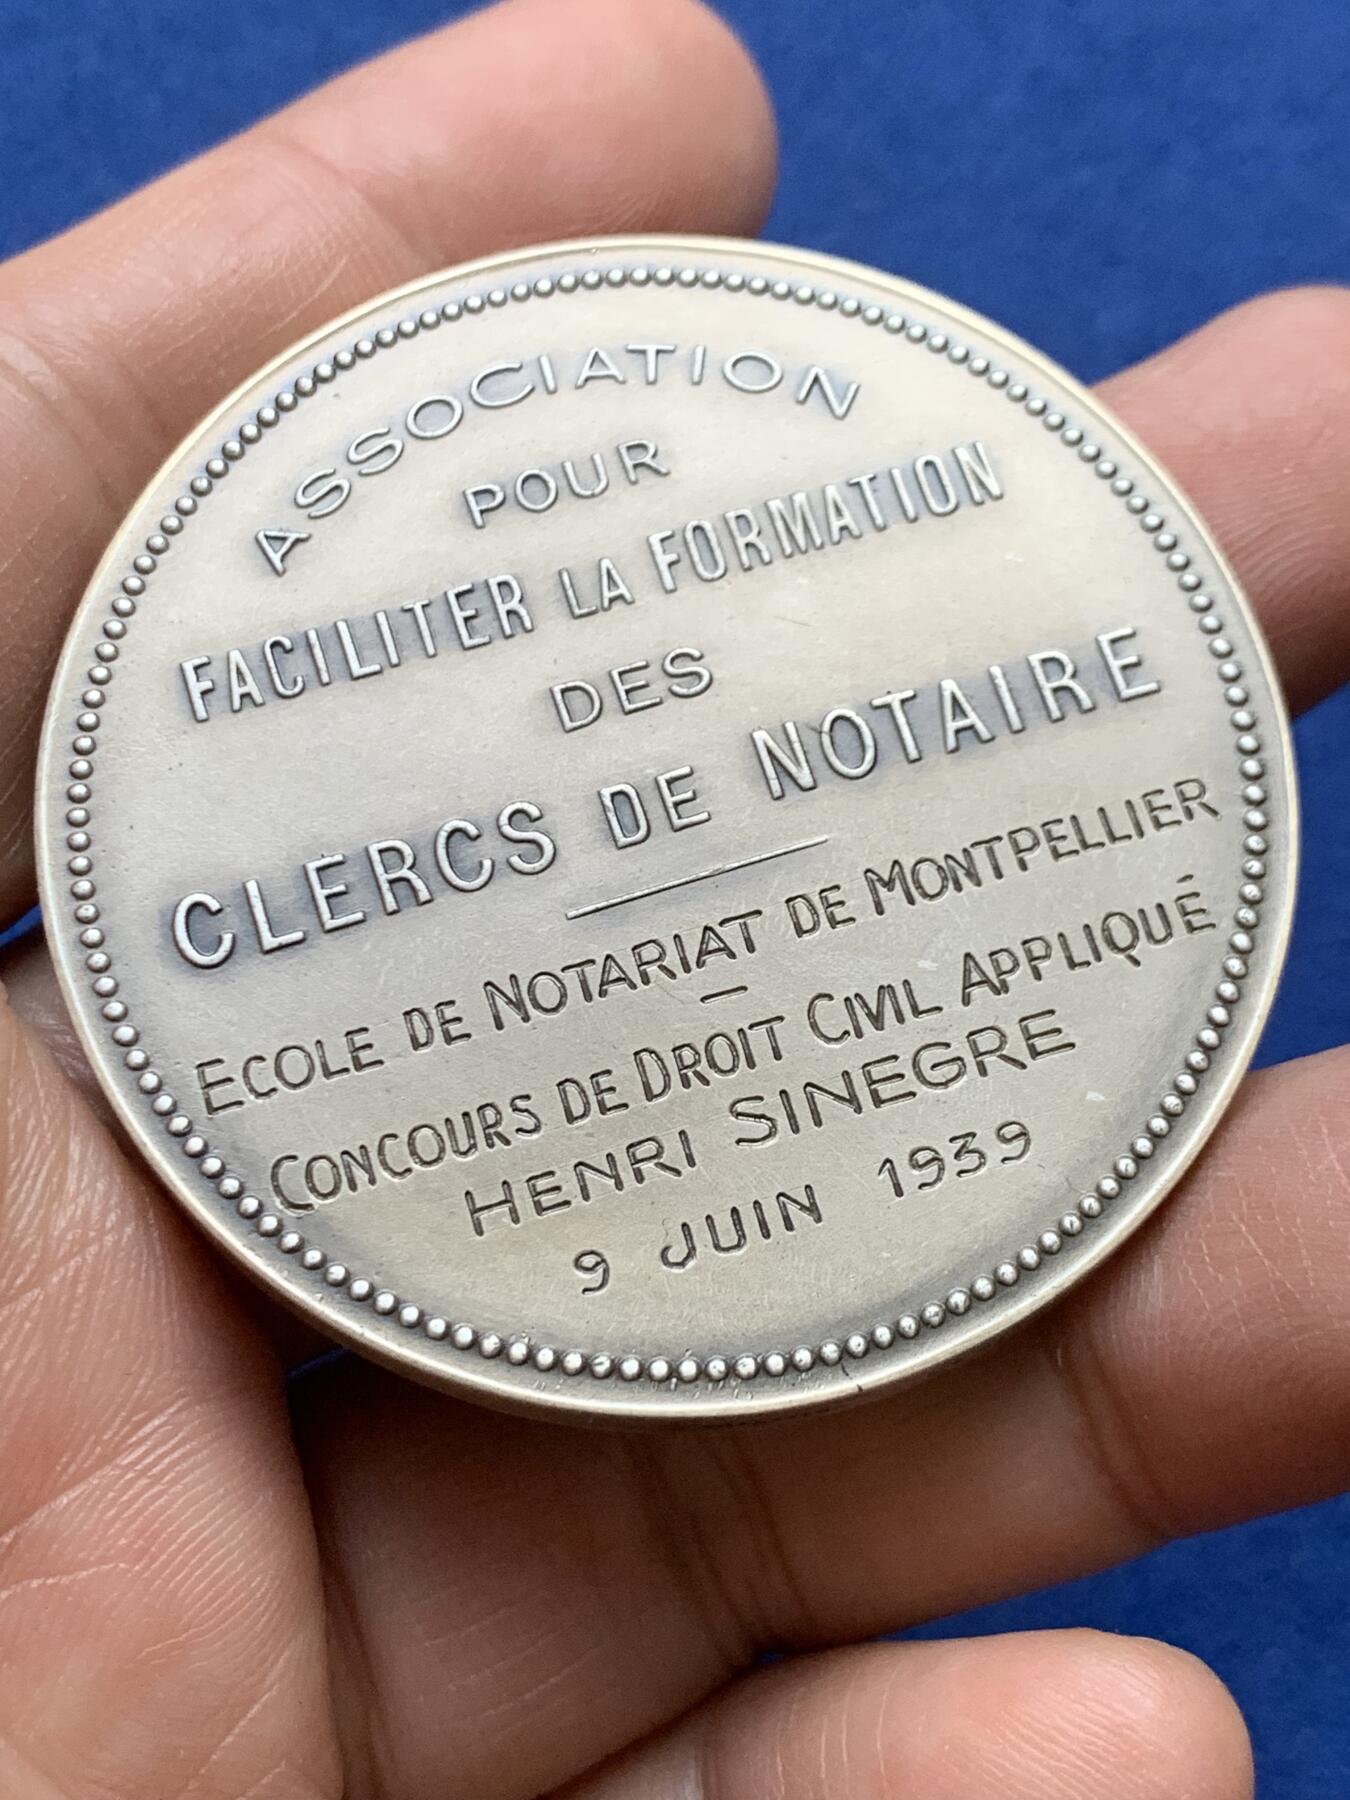 ASSOCIATION
POUR
FACILITER LA FORMATION
DES
CLERCS DE NOTAIRE
ECOLE DE NOTARIAT DE MONTPELLIER
CONCOURS DE DROIT CIVIL APPLIQUÉ
HENRI SINEGRE
9 JUIN 1939